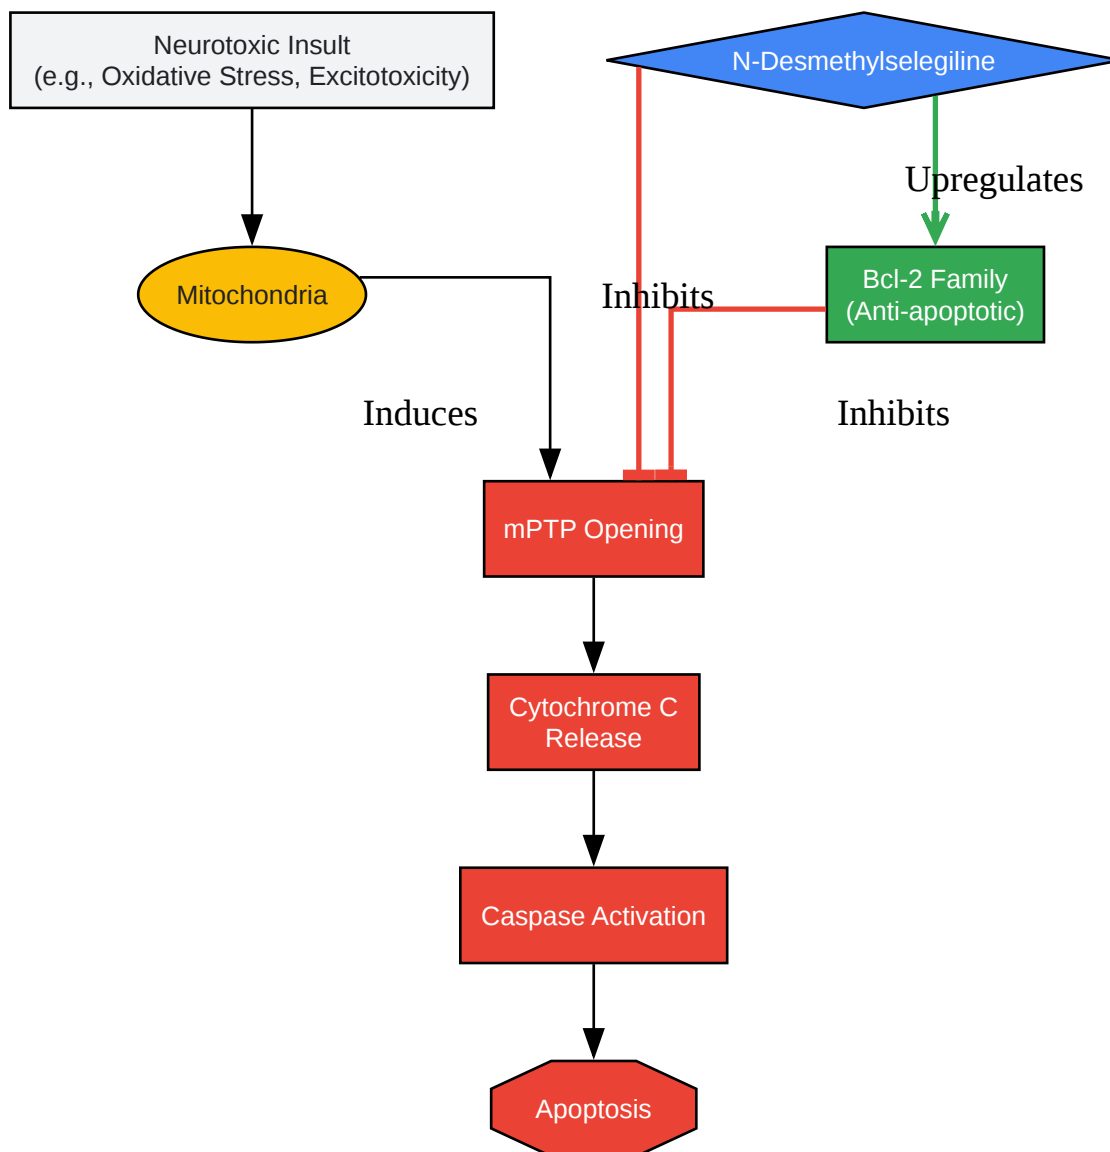 Neurotoxic Insult
(e.g., Oxidative Stress, Excitotoxicity)
N-Desmethylselegiline
Upregulates
Mitochondria
Inhibits
Bcl-2 Family
(Anti-apoptotic)
Induces
Inhibits
mPTP Opening
Cytochrome C
Release
Caspase Activation
Apoptosis